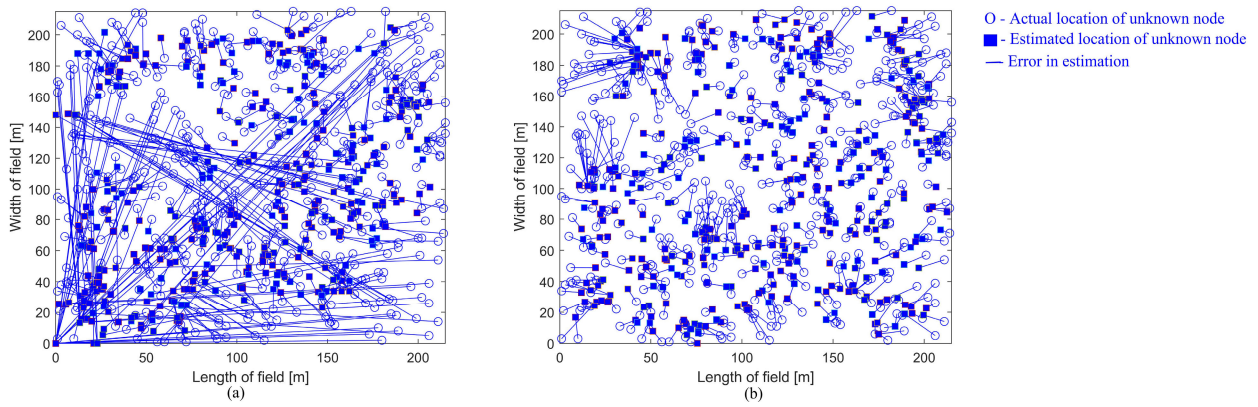 220
200
180
160
140
120
100
80
60
40
20
0
Width of field [m]
0 50 100 150 200
Length of field [m]
(a)
200
180
160
140
120
100
80
60
40
20
0
Width of field [m]
0 50 100 150 200
Length of field [m]
(b)
O - Actual location of unknown node
- Estimated location of unknown node
Error in estimation